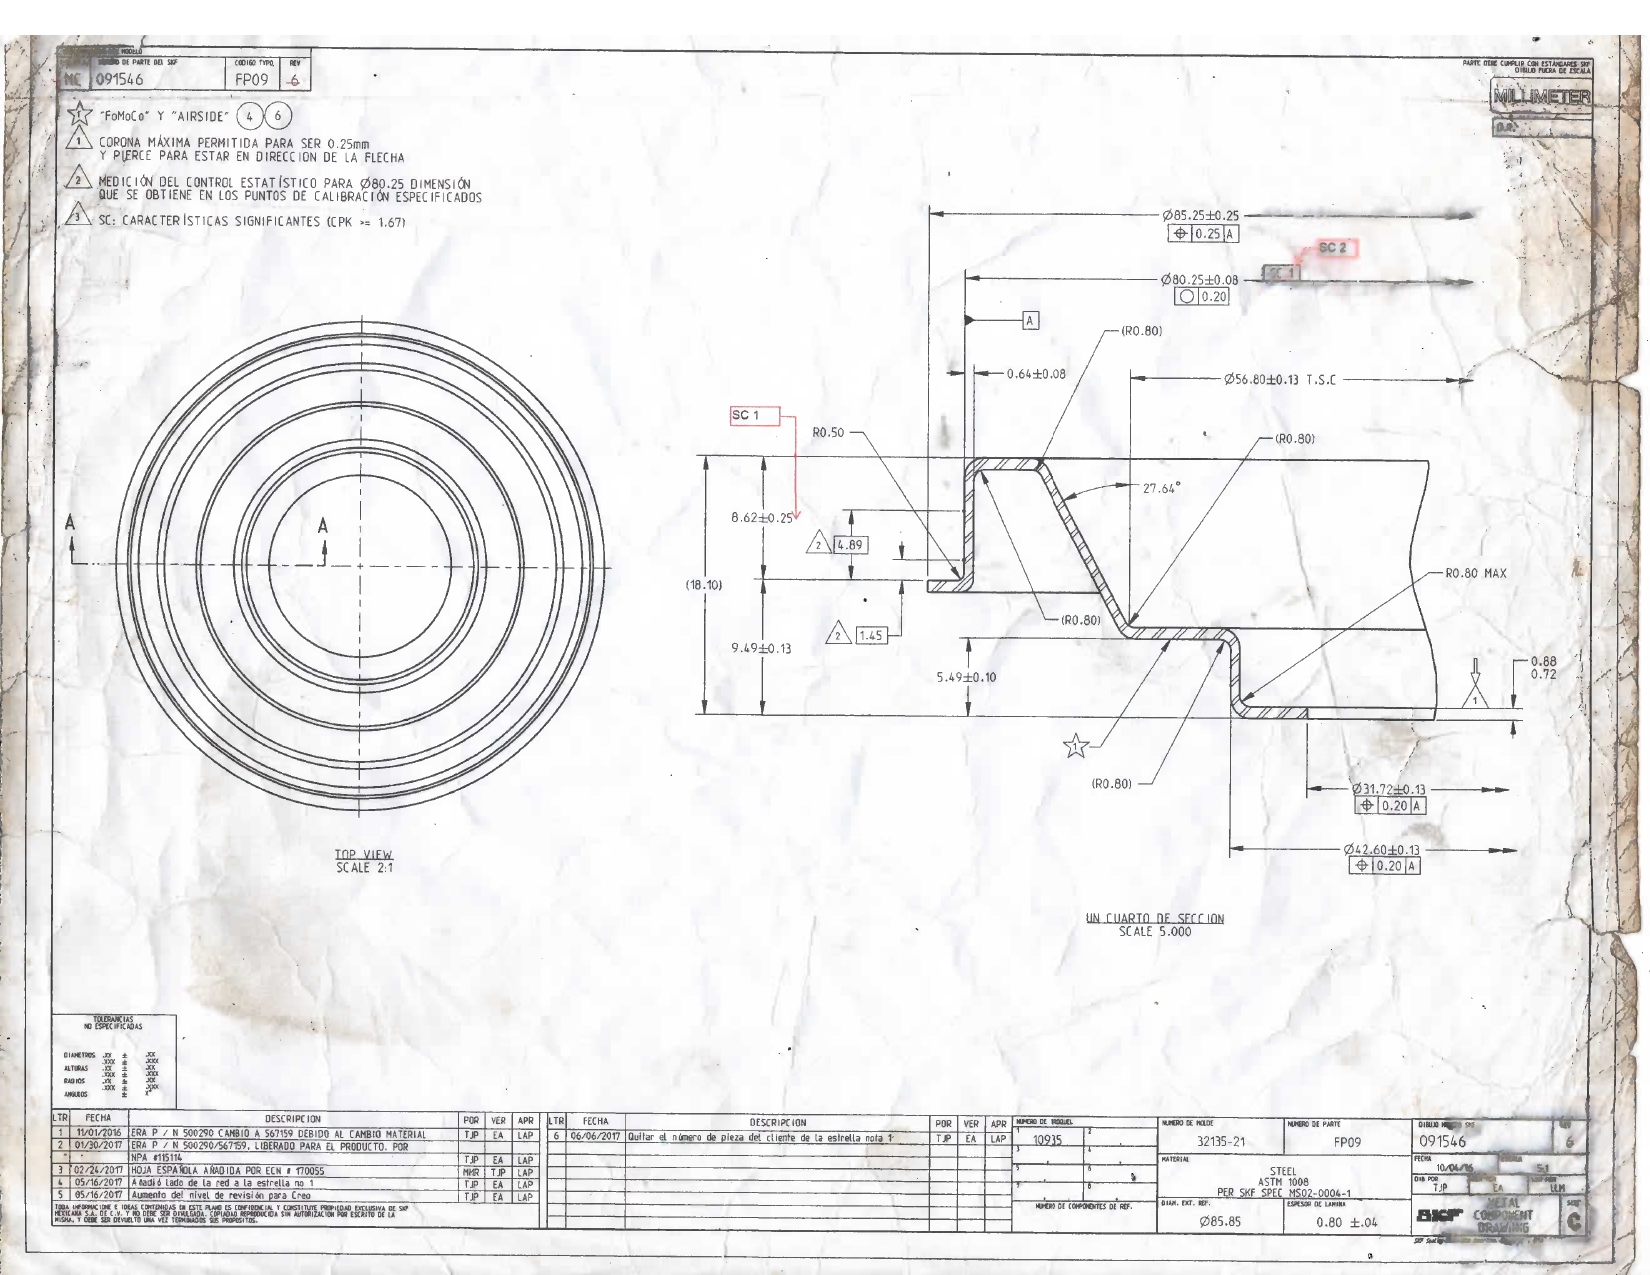 MODELO
NUMERO DE PARTE DEL SKF CODIGO TYPO. REV
MC 091546 FP09 6
1 "FoMoCo" Y "AIRSIDE" 4 6
1 CORONA MÁXIMA PERMITIDA PARA SER 0.25mm
Y PIERCE PARA ESTAR EN DIRECCION DE LA FLECHA
2 MEDICIÓN DEL CONTROL ESTATÍSTICO PARA Ø80.25 DIMENSIÓN
QUE SE OBTIENE EN LOS PUNTOS DE CALIBRACIÓN ESPECIFICADOS
3 SC: CARACTERÍSTICAS SIGNIFICANTES (CPK >= 1.67)
PARTE DEBE CUMPLIR CON ESTANDARES SKF
DIBUJO FUERA DE ESCALA
MILLIMETER
Ø85.25±0.25
0.25 A
SC 2
Ø80.25±0.08 SC 1
0.20
A
(R0.80)
0.64±0.08
Ø56.80±0.13 T.S.C
SC 1
R0.50
(R0.80)
27.64°
8.62±0.25
2 4.89
(18.10)
R0.80 MAX
(R0.80)
2 1.45
9.49±0.13
5.49±0.10
0.88
0.72
1
1
(R0.80)
Ø31.72±0.13
0.20 A
Ø42.60±0.13
0.20 A
A A
TOP VIEW
SCALE 2:1
UN CUARTO DE SECCION
SCALE 5.000
TOLERANCIAS
NO ESPECIFICADAS
DIAMETROS .XX ± .XX
.XXX ± .XXX
ALTURAS .XX ± .XX
.XXX ± .XXX
RADIOS .XX ± .XX
.XXX ± .XXX
ANGULOS ± X°
LTR FECHA DESCRIPCION POR VER APR
1 11/01/2016 ERA P / N 500290 CAMBIÓ A 567159 DEBIDO AL CAMBIO MATERIAL TJP EA LAP
2 01/30/2017 ERA P / N 500290/567159, LIBERADO PARA EL PRODUCTO. POR
NPA #115114 TJP EA LAP
3 02/24/2017 HOJA ESPAÑOLA AÑADIDA POR ECN # 170055 MMR TJP LAP
4 05/16/2017 Añadió lado de la red a la estrella no 1 TJP EA LAP
5 05/16/2017 Aumento del nivel de revisión para Creo TJP EA LAP
LTR FECHA DESCRIPCION POR VER APR
6 06/06/2017 Quitar el número de pieza del cliente de la estrella nota 1 TJP EA LAP
TODA INFORMACIONE E IDEAS CONTENIDAS EN ESTE PLANO ES CONFIDENCIAL Y CONSTITUYE PROPIEDAD EXCLUSIVA DE SKF
MEXICANA S.A. DE C.V. Y NO DEBE SER DIVULGADA, COPIADAO REPRODUCIDA SIN AUTORIZACIÓN POR ESCRITO DE LA
MISMA, Y DEBE SER DEVUELTO UNA VEZ TERMINADOS SUS PROPOSITOS.
NUMERO DE TROQUEL
1 10935 2
3 4
5 6
7 8
NUMERO DE COMPONENTES DE REF.
NUMERO DE MOLDE
32135-21
NUMERO DE PARTE
FP09
MATERIAL
STEEL
ASTM 1008
PER SKF SPEC MS02-0004-1
DIAM. EXT. REF.
Ø85.85
ESPESOR DE LAMINA
0.80 ±.04
DIBUJO NUMERO SKF
091546 6
FECHA
10/04/16 5:1
DIB POR
TJP EA LLM
SKF METAL
COMPONENT
DRAWING
C